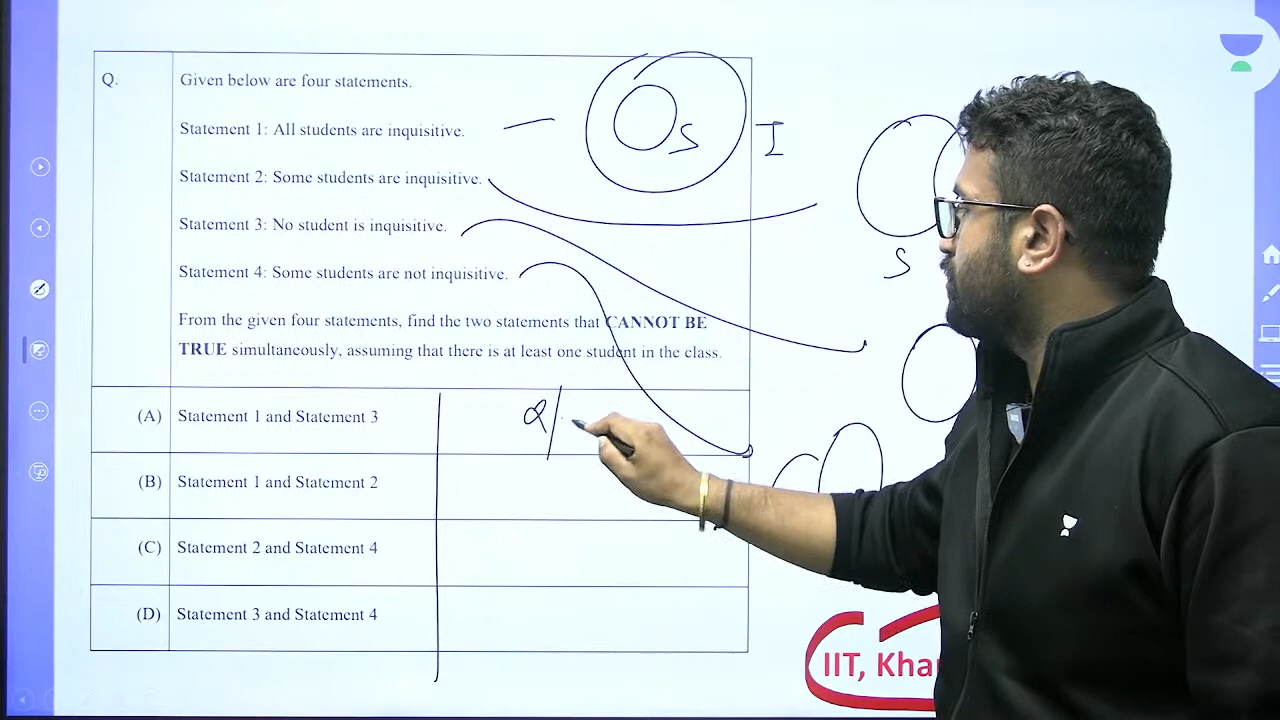 Q. Given below are four statements.
Statement 1: All students are inquisitive.
S I
Statement 2: Some students are inquisitive.
Statement 3: No student is inquisitive.
S
Statement 4: Some students are not inquisitive.
From the given four statements, find the two statements that CANNOT BE
TRUE simultaneously, assuming that there is at least one student in the class.
(A) Statement 1 and Statement 3
(B) Statement 1 and Statement 2
(C) Statement 2 and Statement 4
(D) Statement 3 and Statement 4
IIT,